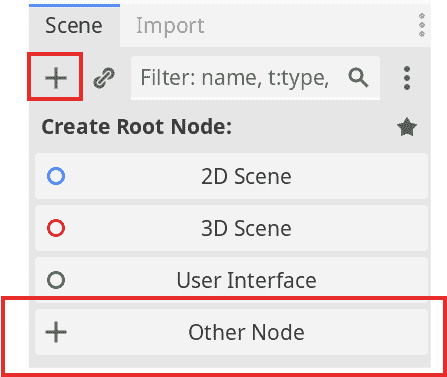 Scene Import
Filter: name, t:type,
Create Root Node:
2D Scene
3D Scene
User Interface
Other Node